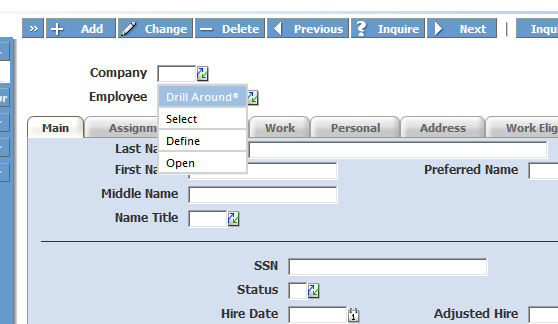 » Add Change Delete Previous Inquire Next | Inqu
Company
Employee
Drill Around®
Select
Define
Open
Main Assignm Work Personal Address Work Elig
Last Na
First Na Preferred Name
Middle Name
Name Title
SSN
Status
Hire Date Adjusted Hire